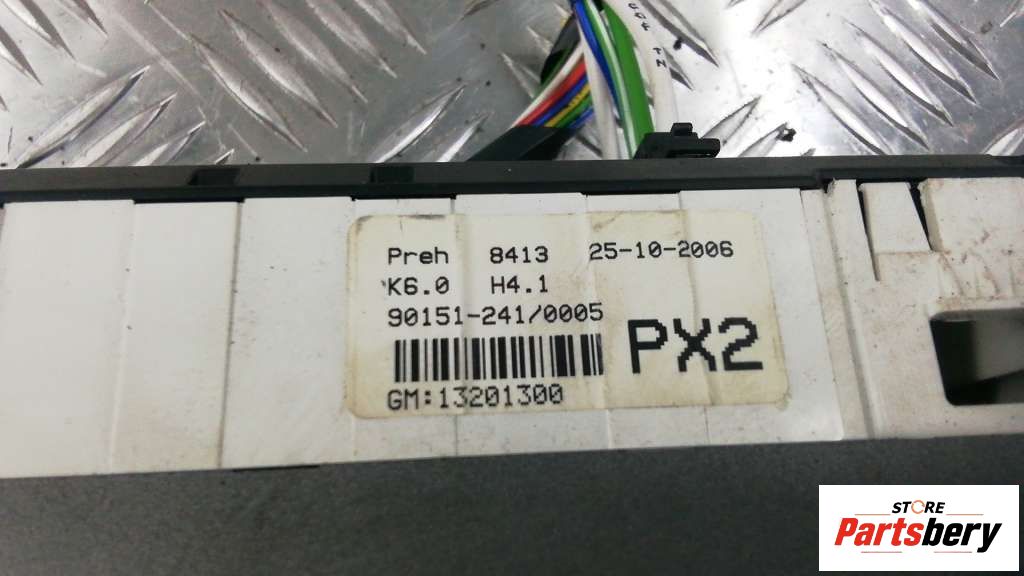 Preh 8413 25-10-2006
K6.0 H4.1
90151-241/0005
PX2
GM:13201300
STORE
Partsbery